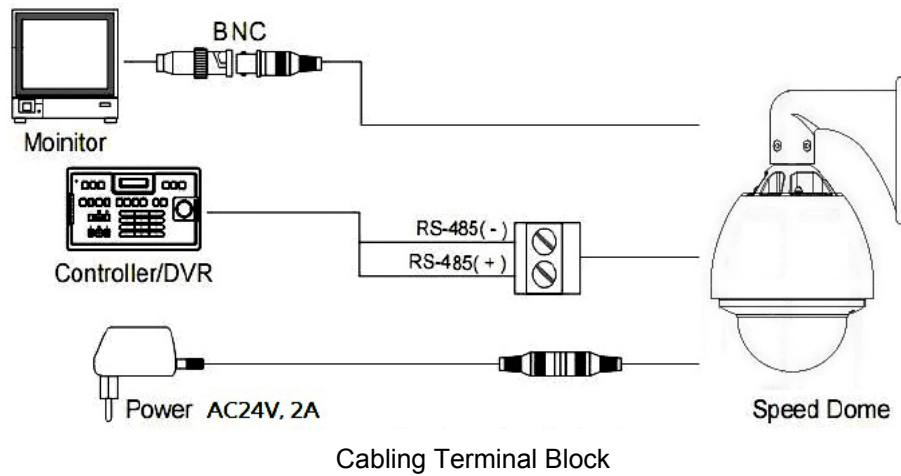 BNC
Moinitor
RS-485( - )
RS-485( + )
Controller/DVR
Power AC24V, 2A
Speed Dome
Cabling Terminal Block